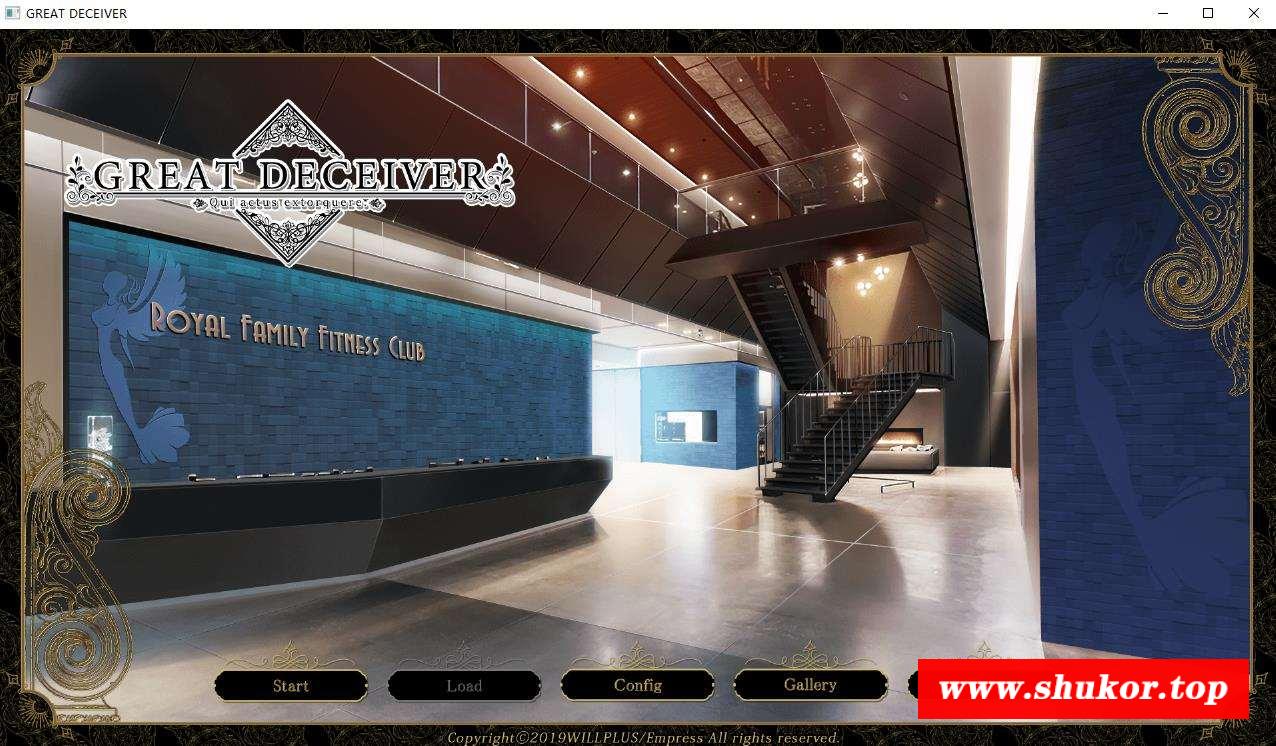 GREAT DECEIVER
GREAT DECEIVER
Qui actus extorquere
ROYAL FAMILY FITNESS CLUB
Start
Load
Config
Gallery
www.shukor.top
Copyright©2019WILLPLUS/Empress All rights reserved.